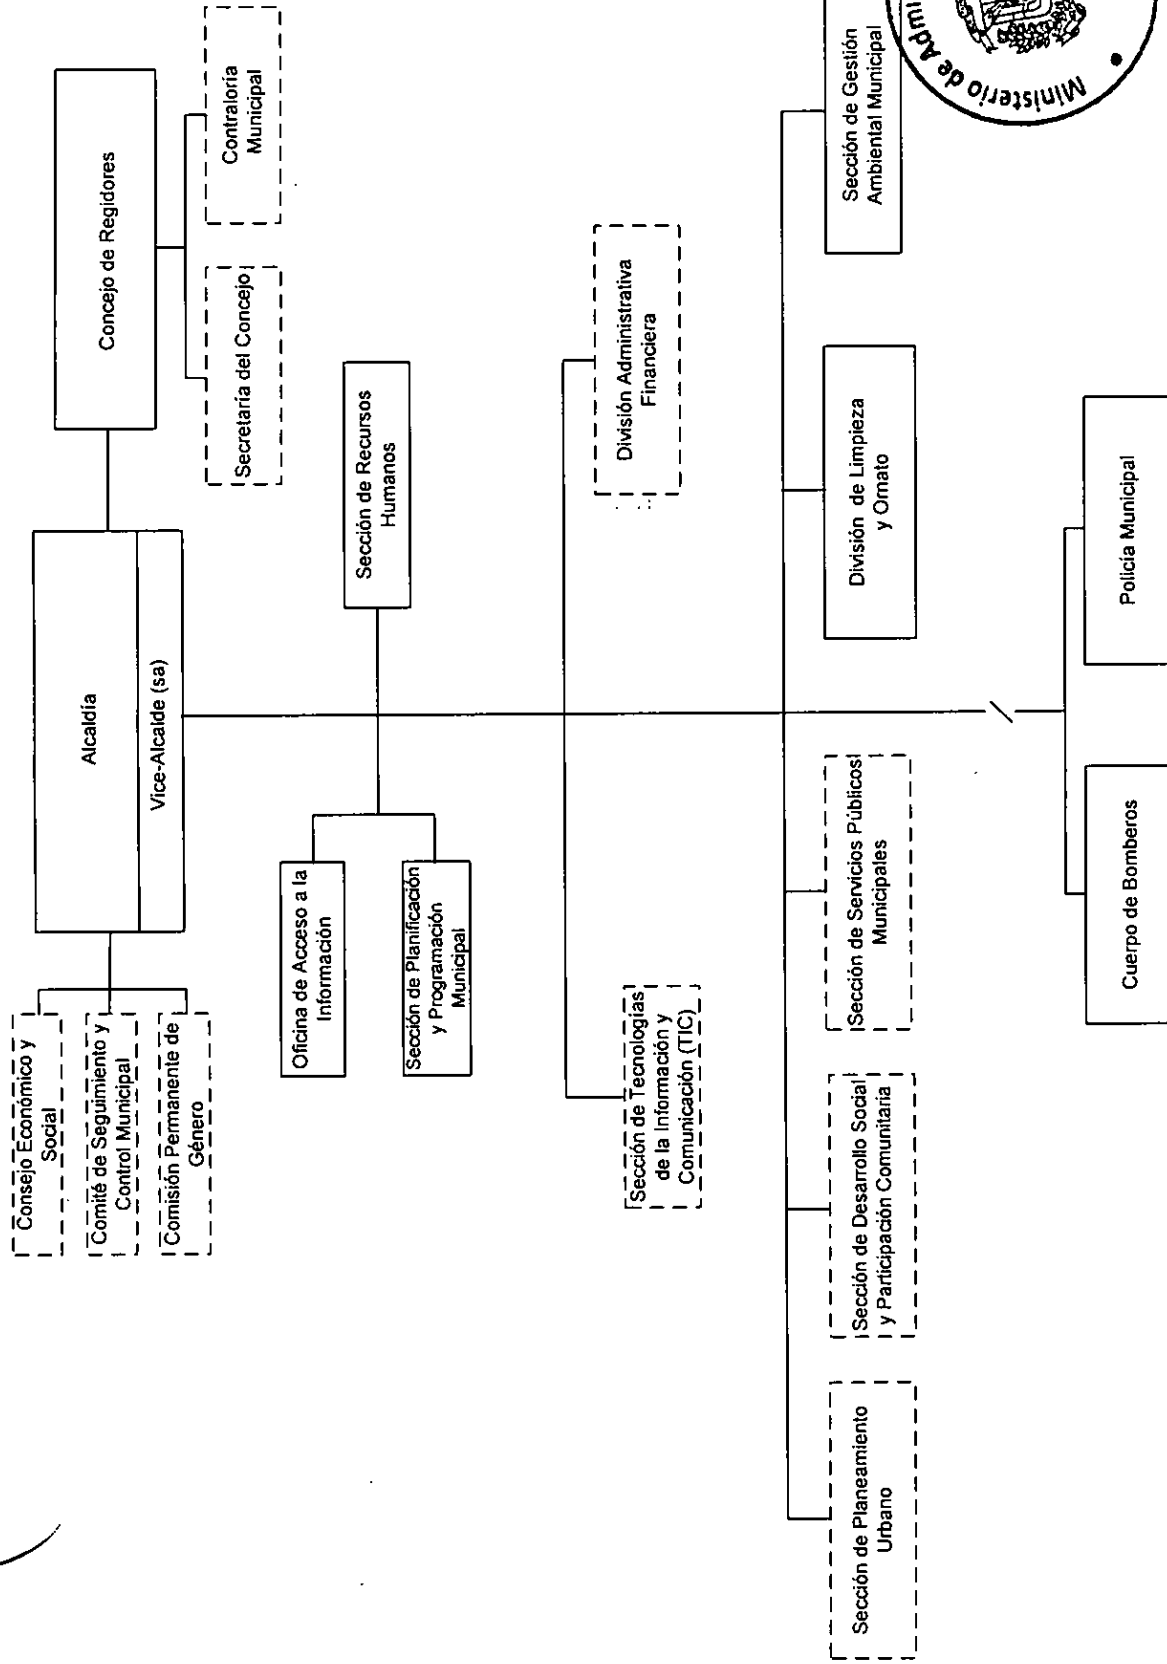 Concejo de Regidores
Alcaldía
Vice-Alcalde (sa)
Consejo Económico y
Social
Comité de Seguimiento y
Control Municipal
Comisión Permanente de
Género
Secretaría del Concejo
Contraloría
Municipal
Oficina de Acceso a la
Información
Sección de Recursos
Humanos
Sección de Planificación
y Programación
Municipal
Sección de Tecnologías
de la Información y
Comunicación (TIC)
División Administrativa
Financiera
Sección de Planeamiento
Urbano
Sección de Desarrollo Social
y Participación Comunitaria
Sección de Servicios Públicos
Municipales
División de Limpieza
y Ornato
Sección de Gestión
Ambiental Municipal
Cuerpo de Bomberos
Policía Municipal
Ministerio de Admi